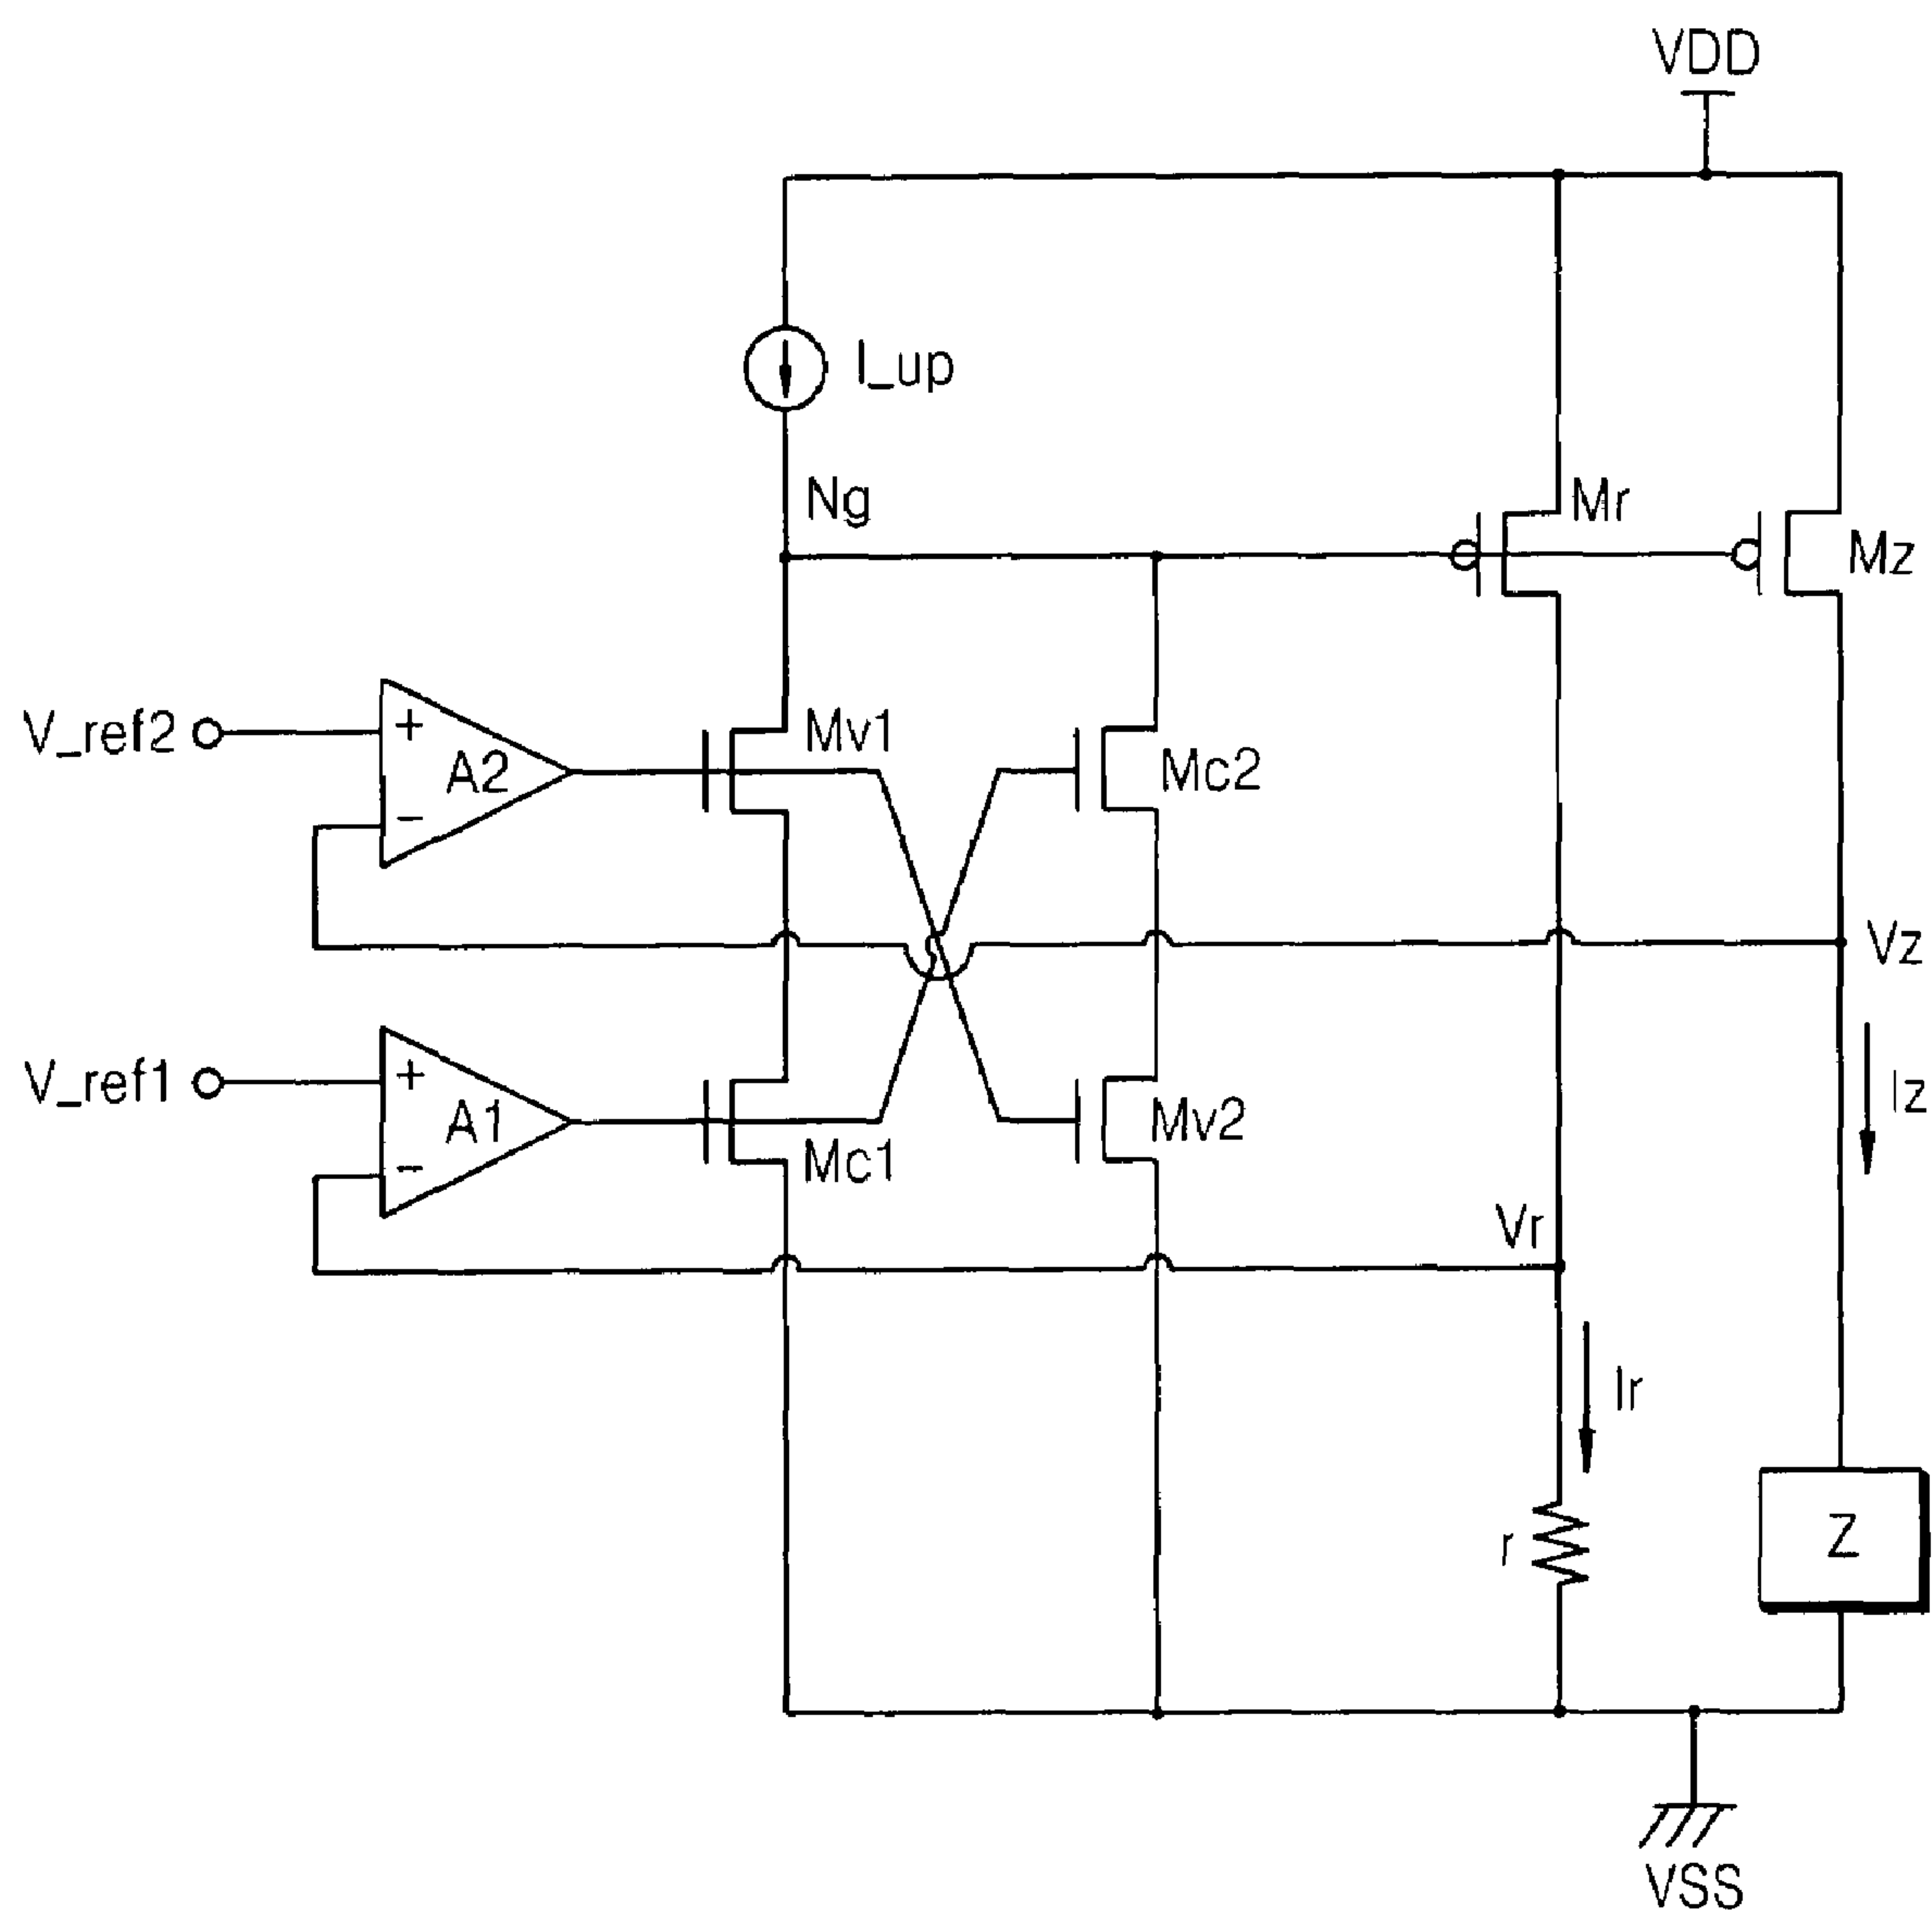 VDD
I_up
Ng
Mr
Mz
V_ref2
+
A2
-
Mv1
Mc2
Vz
V_ref1
+
A1
-
Mc1
Mv2
Iz
Vr
Ir
r
Z
VSS